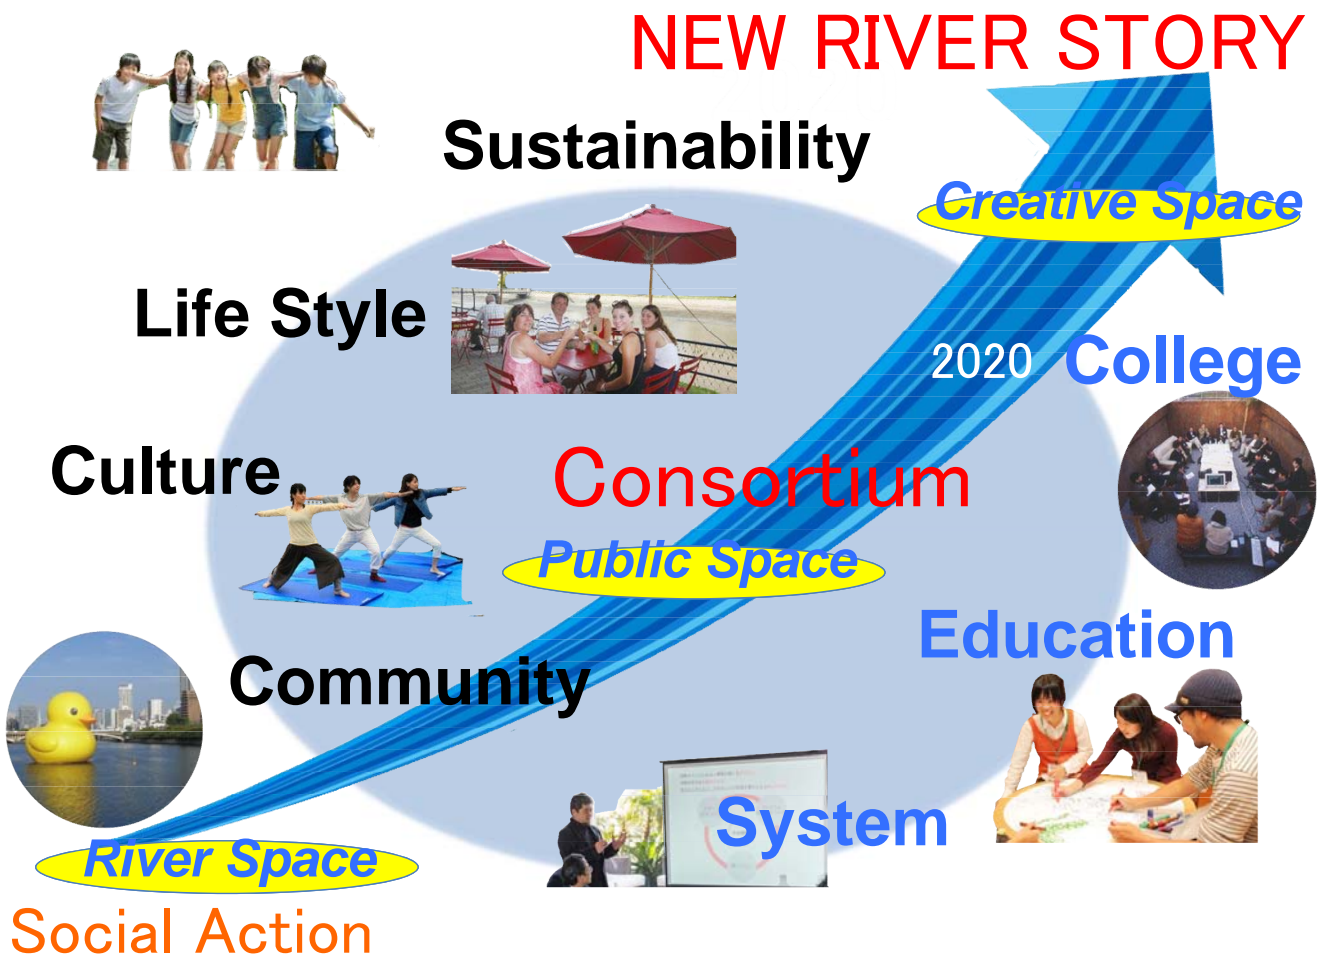 NEW RIVER STORY
Sustainability
Creative Space
Life Style
2020
College
Culture
Consortium
Public Space
Education
Community
System
River Space
Social Action